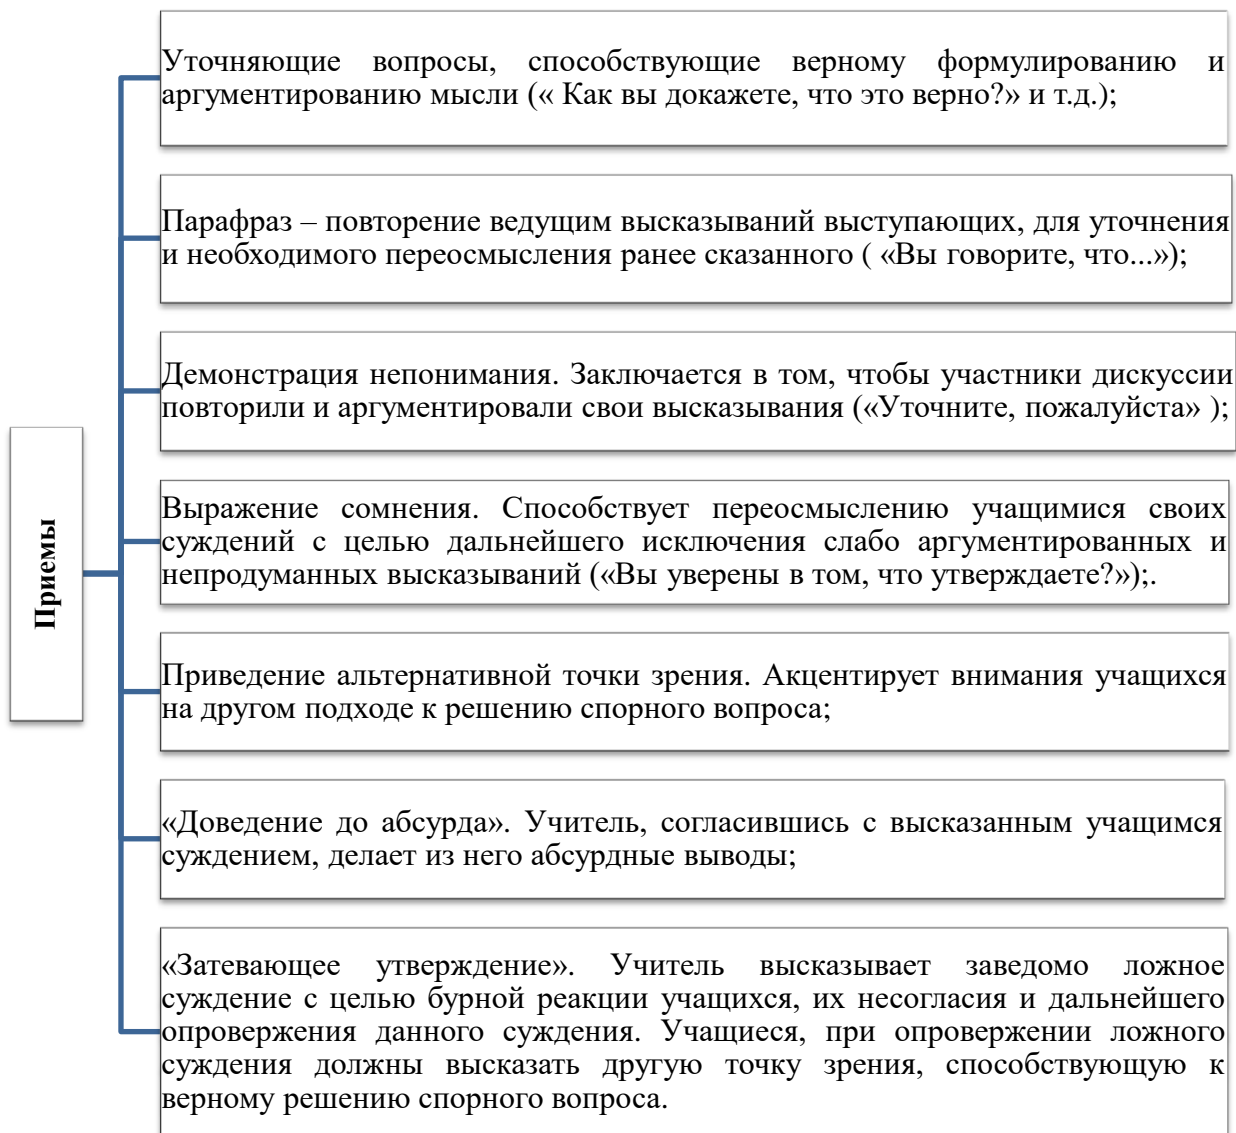 Уточняющие вопросы, способствующие верному формулированию и
аргументированию мысли (« Как вы докажете, что это верно?» и т.д.);
Парафраз – повторение ведущим высказываний выступающих, для уточнения
и необходимого переосмысления ранее сказанного ( «Вы говорите, что...»);
Демонстрация непонимания. Заключается в том, чтобы участники дискуссии
повторили и аргументировали свои высказывания («Уточните, пожалуйста» );
Приемы
Выражение сомнения. Способствует переосмыслению учащимися своих
суждений с целью дальнейшего исключения слабо аргументированных и
непродуманных высказываний («Вы уверены в том, что утверждаете?»);.
Приведение альтернативной точки зрения. Акцентирует внимания учащихся
на другом подходе к решению спорного вопроса;
«Доведение до абсурда». Учитель, согласившись с высказанным учащимся
суждением, делает из него абсурдные выводы;
«Затевающее утверждение». Учитель высказывает заведомо ложное
суждение с целью бурной реакции учащихся, их несогласия и дальнейшего
опровержения данного суждения. Учащиеся, при опровержении ложного
суждения должны высказать другую точку зрения, способствующую к
верному решению спорного вопроса.